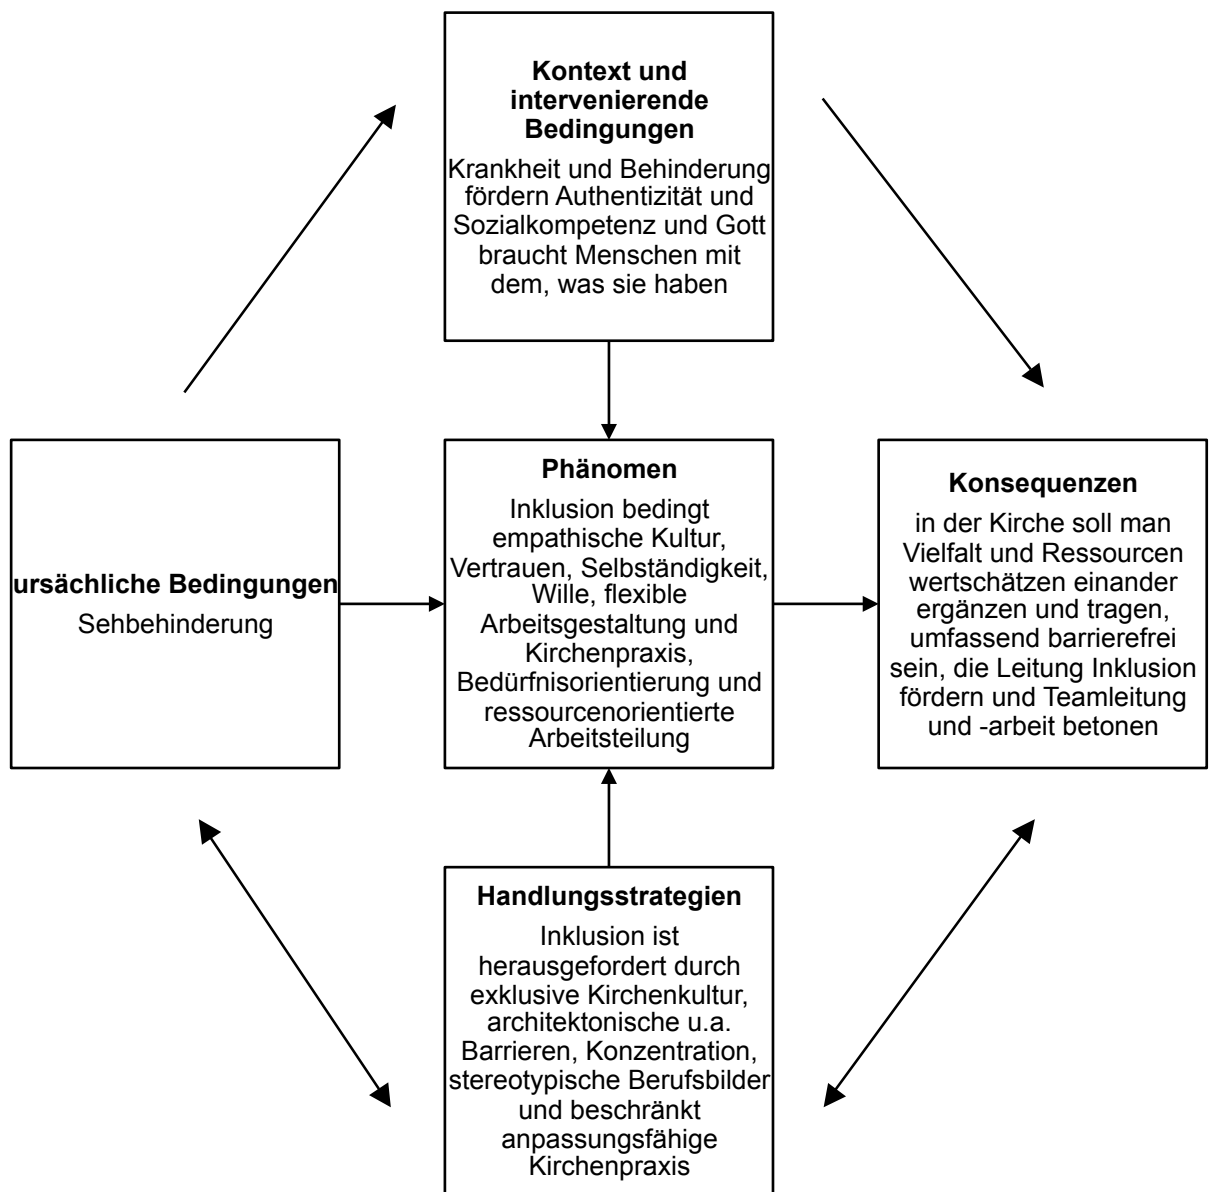 Kontext und
intervenierende
Bedingungen
Krankheit und Behinderung
fördern Authentizität und
Sozialkompetenz und Gott
braucht Menschen mit
dem, was sie haben
ursächliche Bedingungen
Sehbehinderung
Phänomen
Inklusion bedingt
empathische Kultur,
Vertrauen, Selbständigkeit,
Wille, flexible
Arbeitsgestaltung und
Kirchenpraxis,
Bedürfnisorientierung und
ressourcenorientierte
Arbeitsteilung
Konsequenzen
in der Kirche soll man
Vielfalt und Ressourcen
wertschätzen einander
ergänzen und tragen,
umfassend barrierefrei
sein, die Leitung Inklusion
fördern und Teamleitung
und -arbeit betonen
Handlungsstrategien
Inklusion ist
herausgefordert durch
exklusive Kirchenkultur,
architektonische u.a.
Barrieren, Konzentration,
stereotypische Berufsbilder
und beschränkt
anpassungsfähige
Kirchenpraxis